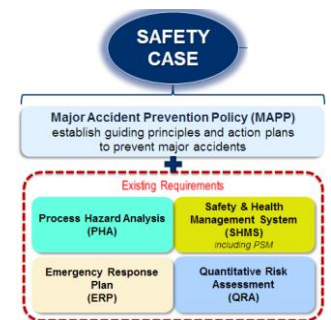 SAFETY
CASE
Major Accident Prevention Policy (MAPP)
establish guiding principles and action plans
to prevent major accidents
+
Existing Requirements
Process Hazard Analysis
(PHA)
Safety & Health
Management System
(SHMS)
including PSM
Emergency Response
Plan
(ERP)
Quantitative Risk
Assessment
(QRA)